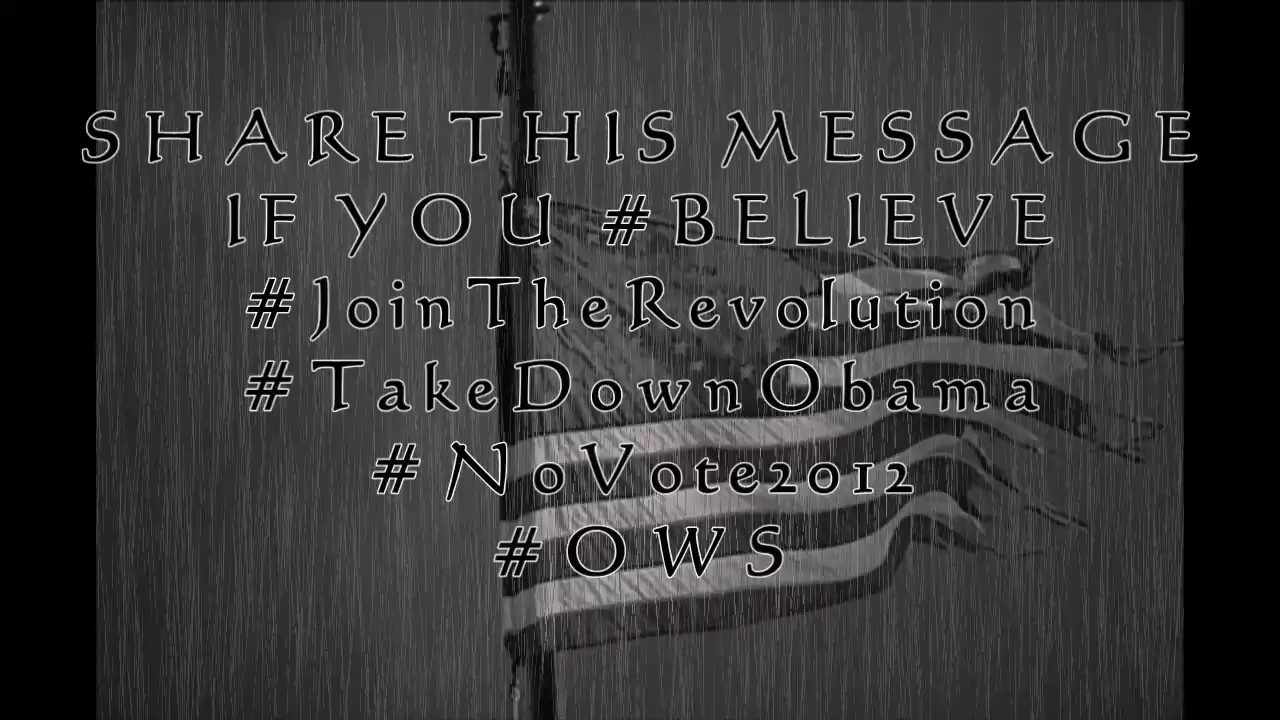 SHARE THIS MESSAGE
IF YOU #BELIEVE
#JoinTheRevolution
#TakeDownObama
#NoVote2012
#OWS